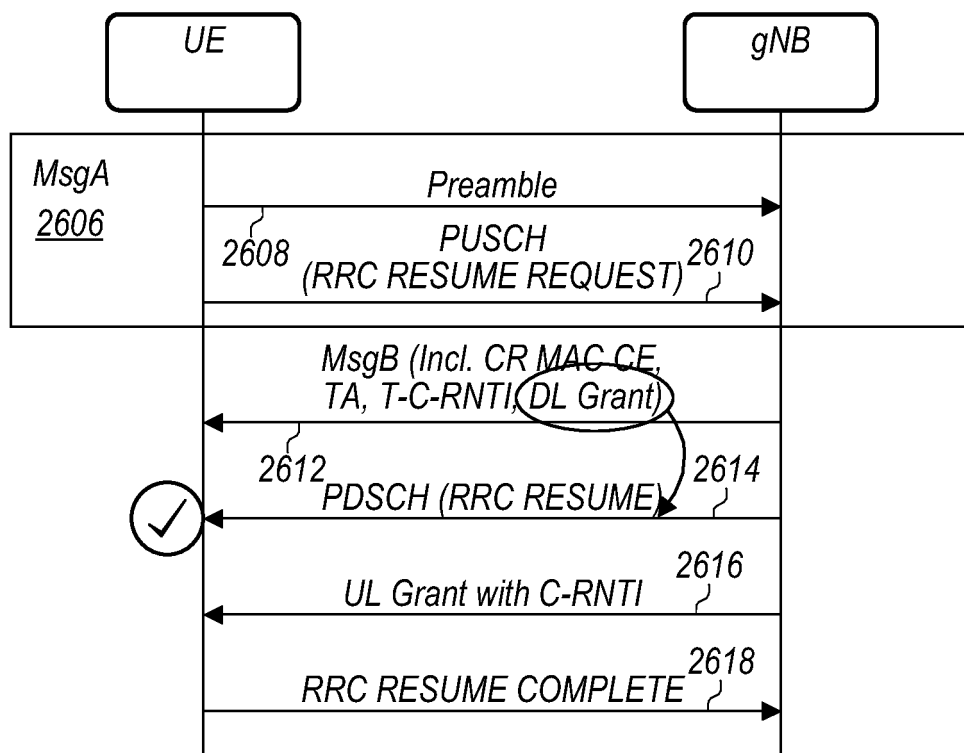 UE
gNB
MsgA
2606
Preamble
2608
PUSCH
(RRC RESUME REQUEST)
2610
MsgB (Incl. CR MAC CE,
TA, T-C-RNTI, DL Grant)
2612
PDSCH (RRC RESUME)
2614
UL Grant with C-RNTI
2616
RRC RESUME COMPLETE
2618